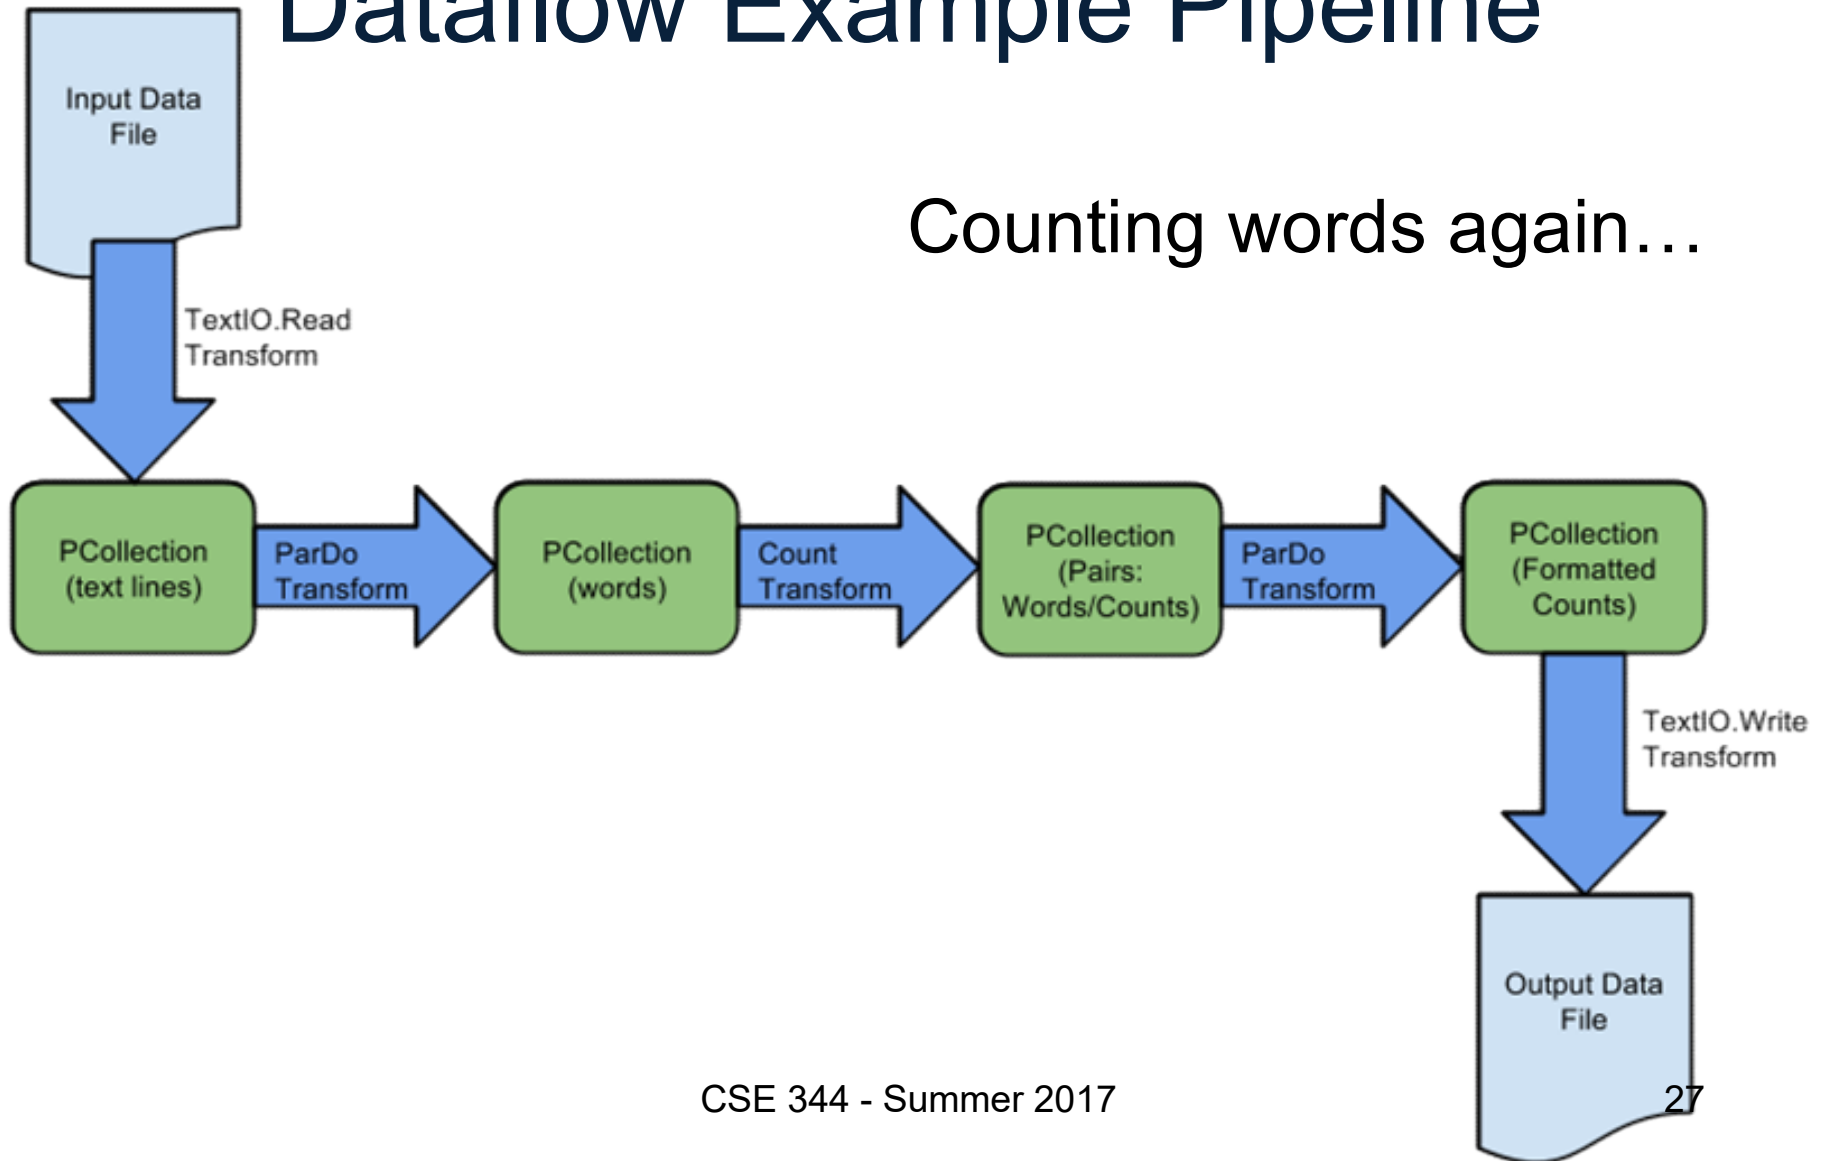 Dataflow Example Pipeline
Input Data
File
Counting words again…
TextIO.Read
Transform
PCollection
(text lines)
ParDo
Transform
PCollection
(words)
Count
Transform
PCollection
(Pairs:
Words/Counts)
ParDo
Transform
PCollection
(Formatted
Counts)
TextIO.Write
Transform
Output Data
File
CSE 344 - Summer 2017
27